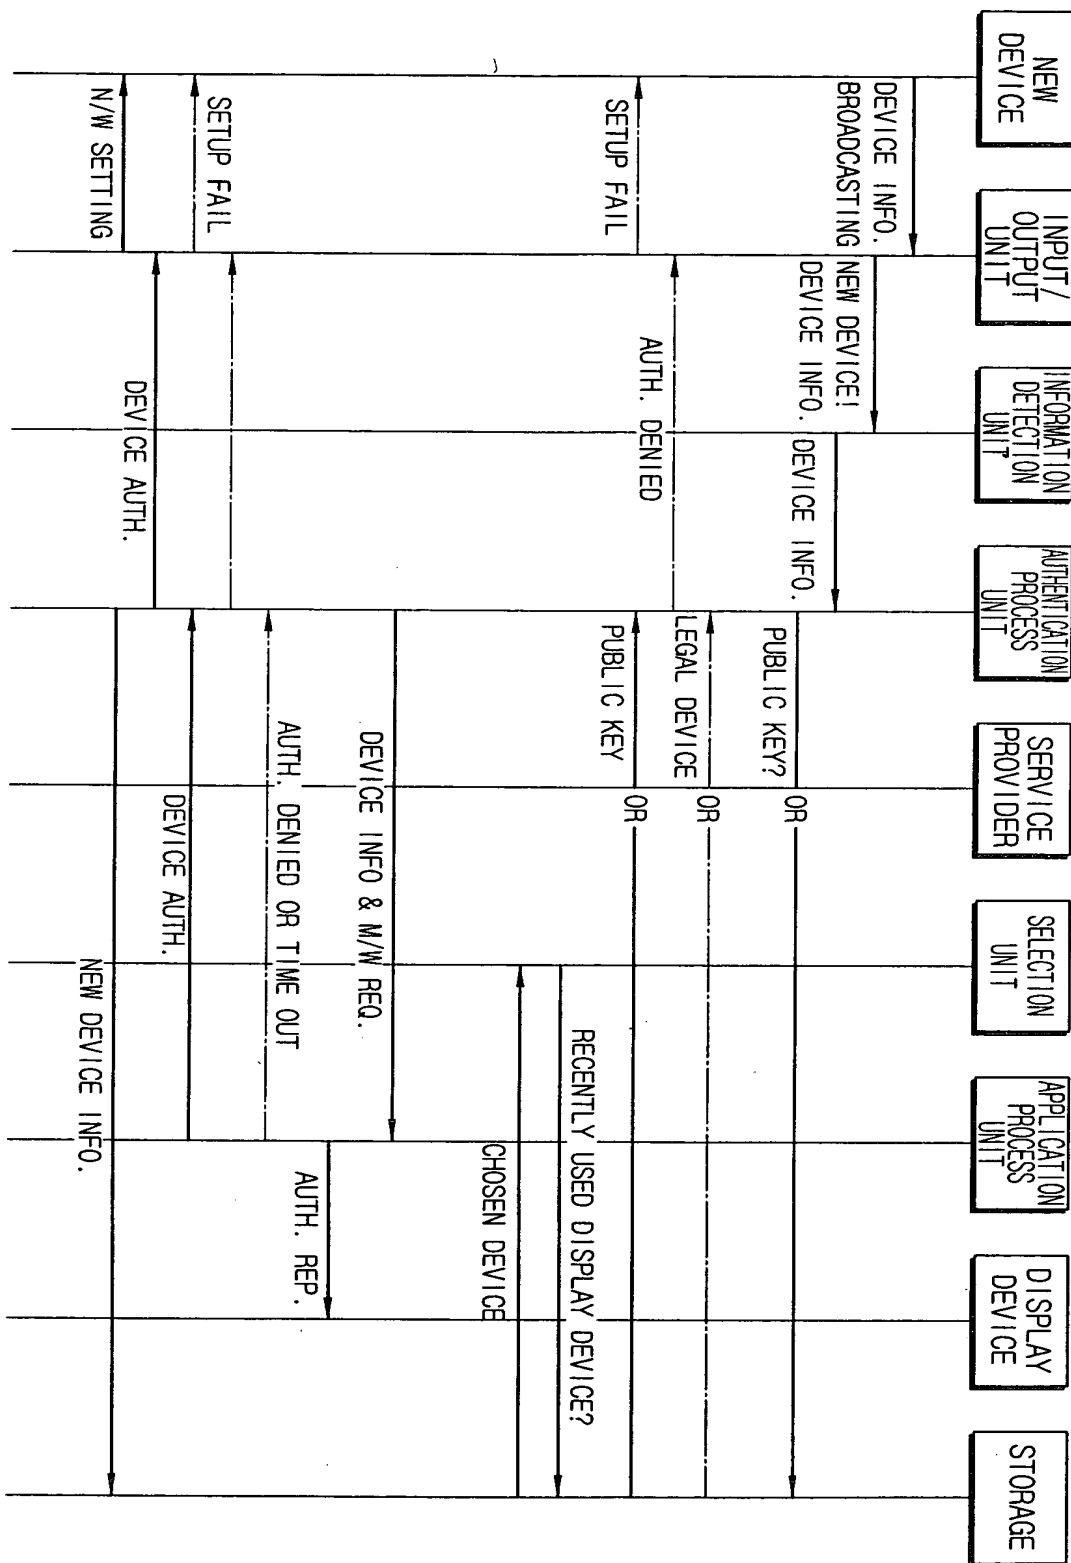 NEW
DEVICE
INPUT/
OUTPUT
UNIT
INFORMATION
DETECTION
UNIT
AUTHENTICATION
PROCESS
UNIT
SERVICE
PROVIDER
SELECTION
UNIT
APPLICATION
PROCESS
UNIT
DISPLAY
DEVICE
STORAGE
DEVICE INFO.
BROADCASTING
NEW DEVICE!
DEVICE INFO.
DEVICE INFO.
PUBLIC KEY?
OR
LEGAL DEVICE
OR
AUTH. DENIED
SETUP FAIL
PUBLIC KEY
OR
RECENTLY USED DISPLAY DEVICE?
CHOSEN DEVICE
DEVICE INFO & M/W REQ.
AUTH. REP.
AUTH. DENIED OR TIME OUT
SETUP FAIL
DEVICE AUTH.
DEVICE AUTH.
N/W SETTING
NEW DEVICE INFO.